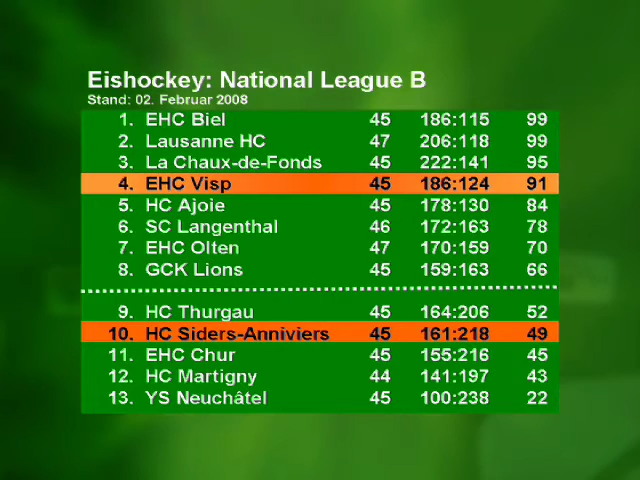 Eishockey: National League B
Stand: 02. Februar 2008
1. EHC Biel 45 186:115 99
2. Lausanne HC 47 206:118 99
3. La Chaux-de-Fonds 45 222:141 95
4. EHC Visp 45 186:124 91
5. HC Ajoie 45 178:130 84
6. SC Langenthal 46 172:163 78
7. EHC Olten 47 170:159 70
8. GCK Lions 45 159:163 66
9. HC Thurgau 45 164:206 52
10. HC Siders-Anniviers 45 161:218 49
11. EHC Chur 45 155:216 45
12. HC Martigny 44 141:197 43
13. YS Neuchâtel 45 100:238 22